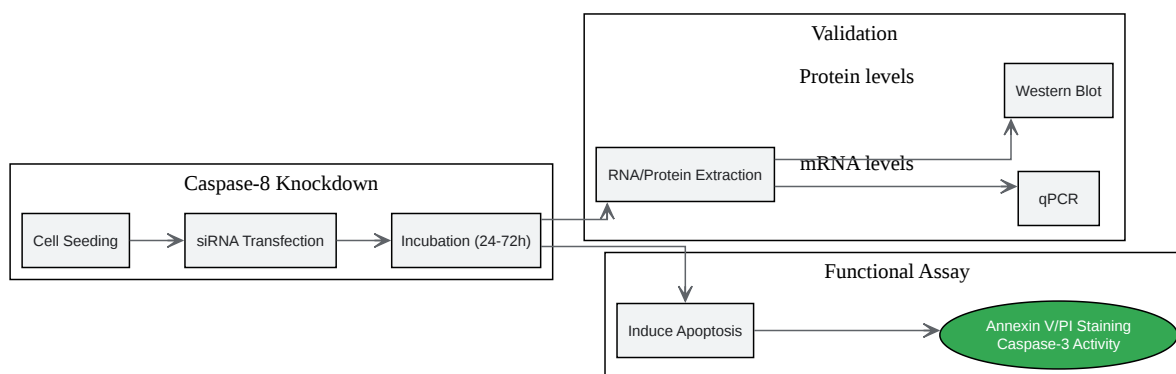 Validation
Protein levels
Western Blot
RNA/Protein Extraction
mRNA levels
qPCR
Caspase-8 Knockdown
Cell Seeding
siRNA Transfection
Incubation (24-72h)
Functional Assay
Induce Apoptosis
Annexin V/PI Staining
Caspase-3 Activity